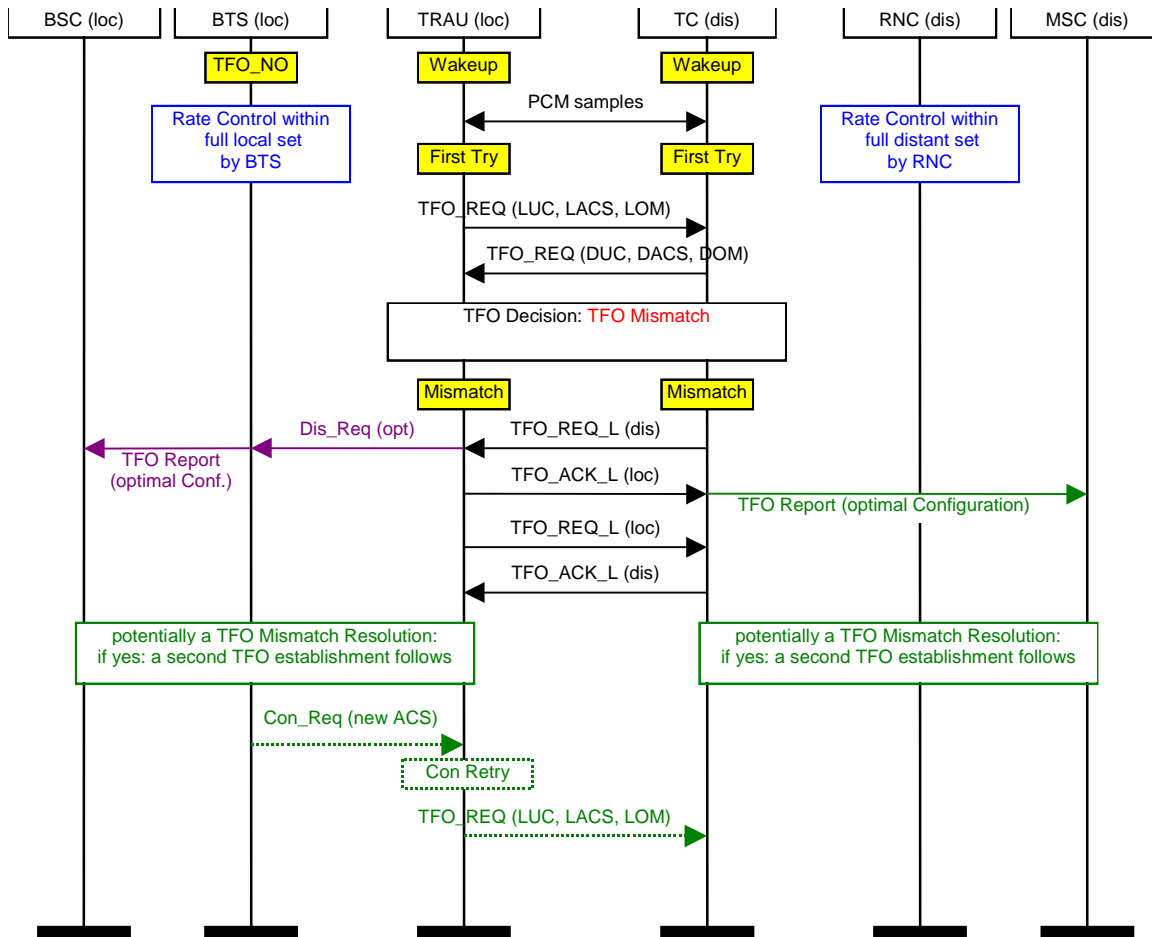 BSC (loc)
BTS (loc)
TRAU (loc)
TC (dis)
RNC (dis)
MSC (dis)
TFO_NO
Wakeup
Wakeup
PCM samples
Rate Control within
full local set
by BTS
Rate Control within
full distant set
by RNC
First Try
First Try
TFO_REQ (LUC, LACS, LOM)
TFO_REQ (DUC, DACS, DOM)
TFO Decision: TFO Mismatch
Mismatch
Mismatch
Dis_Req (opt)
TFO_REQ_L (dis)
TFO Report
(optimal Conf.)
TFO_ACK_L (loc)
TFO Report (optimal Configuration)
TFO_REQ_L (loc)
TFO_ACK_L (dis)
potentially a TFO Mismatch Resolution:
if yes: a second TFO establishment follows
potentially a TFO Mismatch Resolution:
if yes: a second TFO establishment follows
Con_Req (new ACS)
Con Retry
TFO_REQ (LUC, LACS, LOM)